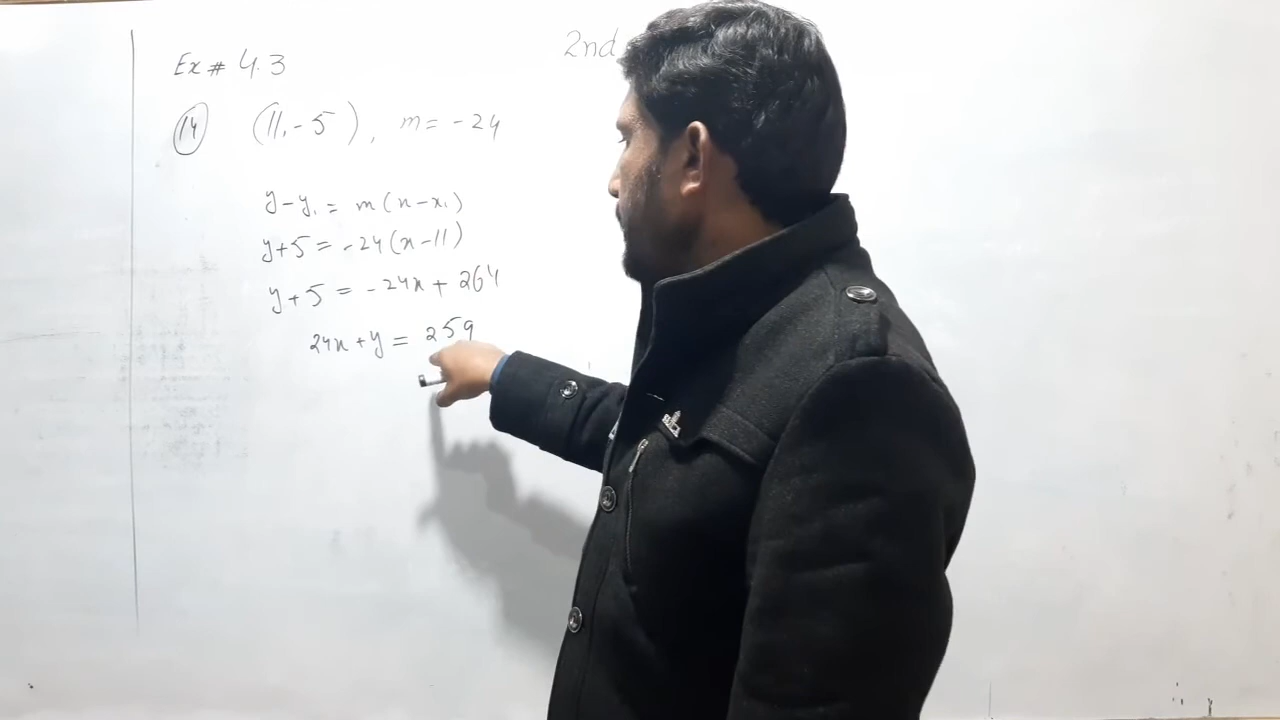 Ex # 4.3
2nd
(14) (11, -5), m = -24
y - y₁ = m(x - x₁)
y + 5 = -24(x - 11)
y + 5 = -24x + 264
24x + y = 259